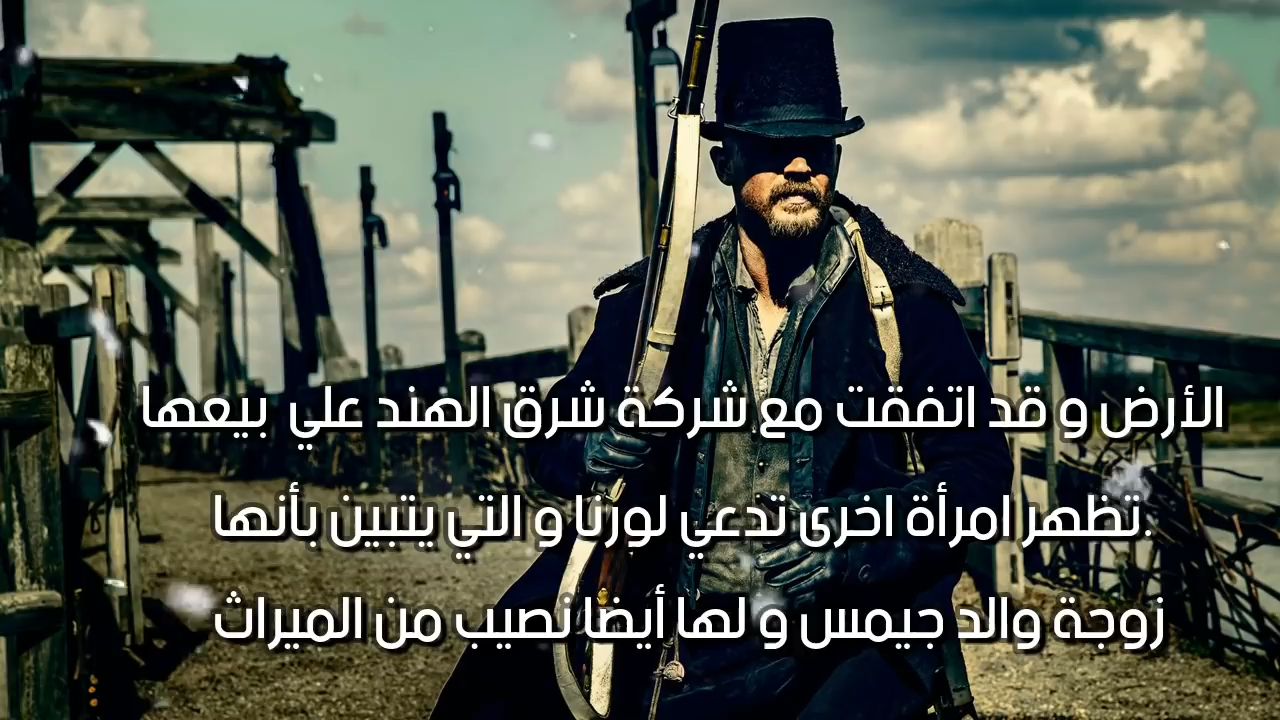 الأرض و قد اتفقت مع شركة شرق الهند علي بيعها
.تظهر امرأة اخرى تدعي لورنا و التي يتبين بأنها
زوجة والد جيمس و لها أيضا نصيب من الميراث